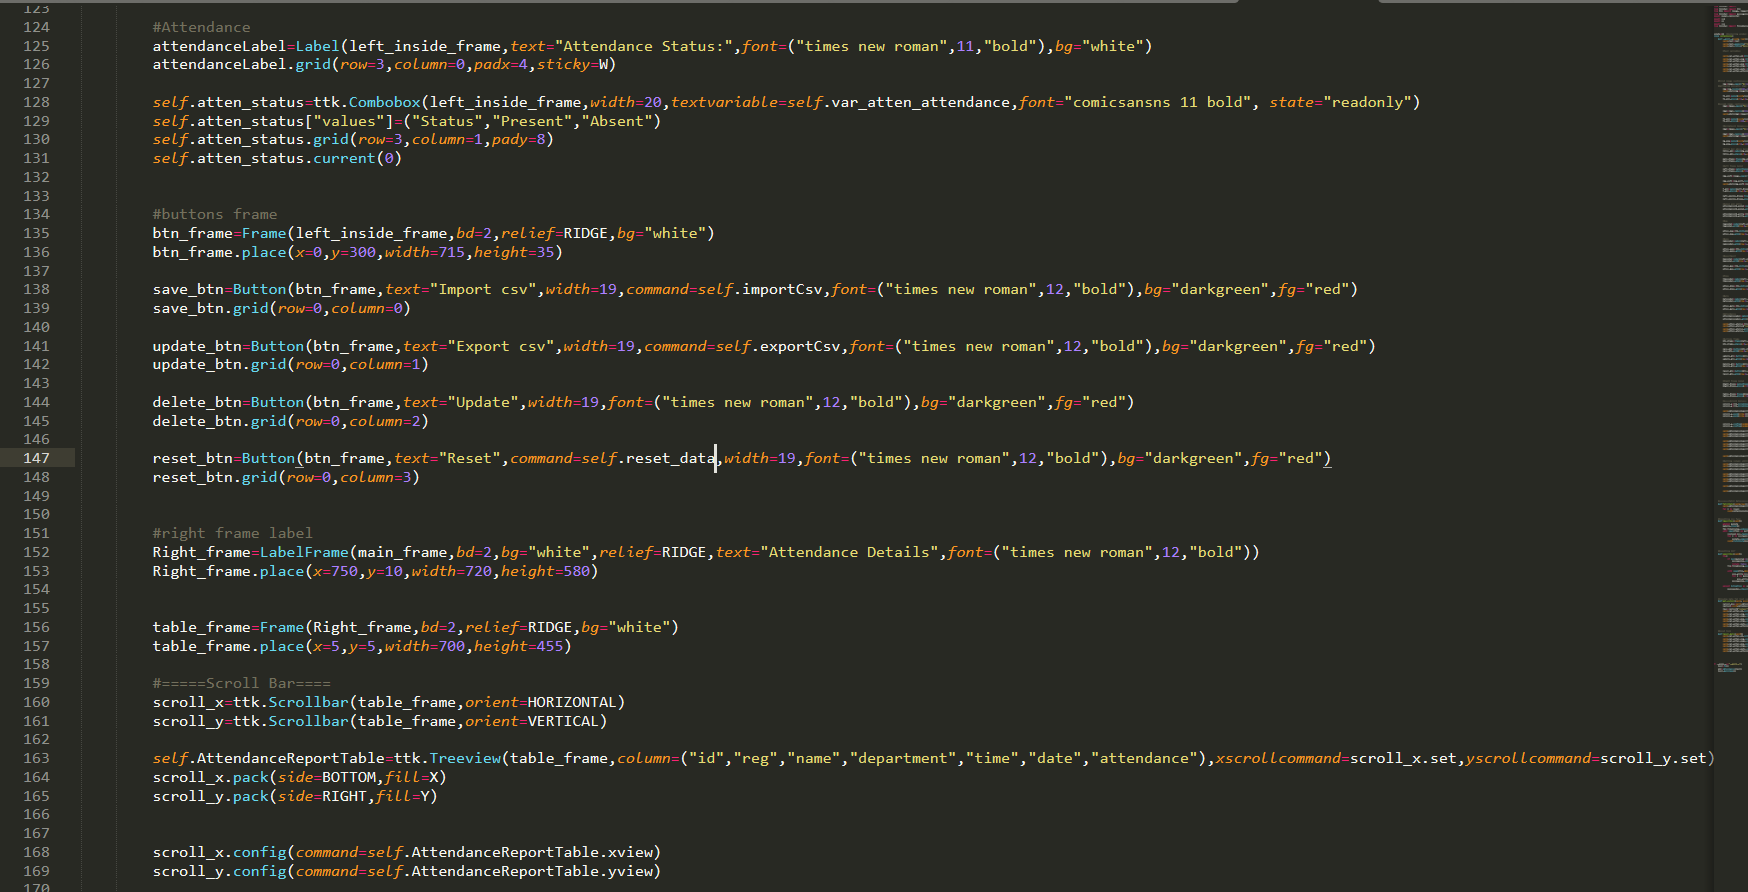 123
124 #Attendance
125 attendanceLabel=Label(left_inside_frame,text="Attendance Status:",font=("times new roman",11,"bold"),bg="white")
126 attendanceLabel.grid(row=3,column=0,padx=4,sticky=W)
127
128 self.atten_status=ttk.Combobox(left_inside_frame,width=20,textvariable=self.var_atten_attendance,font="comicsansns 11 bold", state="readonly")
129 self.atten_status["values"]=("Status","Present","Absent")
130 self.atten_status.grid(row=3,column=1,pady=8)
131 self.atten_status.current(0)
132
133
134 #buttons frame
135 btn_frame=Frame(left_inside_frame,bd=2,relief=RIDGE,bg="white")
136 btn_frame.place(x=0,y=300,width=715,height=35)
137
138 save_btn=Button(btn_frame,text="Import csv",width=19,command=self.importCsv,font=("times new roman",12,"bold"),bg="darkgreen",fg="red")
139 save_btn.grid(row=0,column=0)
140
141 update_btn=Button(btn_frame,text="Export csv",width=19,command=self.exportCsv,font=("times new roman",12,"bold"),bg="darkgreen",fg="red")
142 update_btn.grid(row=0,column=1)
143
144 delete_btn=Button(btn_frame,text="Update",width=19,font=("times new roman",12,"bold"),bg="darkgreen",fg="red")
145 delete_btn.grid(row=0,column=2)
146
147 reset_btn=Button(btn_frame,text="Reset",command=self.reset_data,width=19,font=("times new roman",12,"bold"),bg="darkgreen",fg="red")
148 reset_btn.grid(row=0,column=3)
149
150
151 #right frame label
152 Right_frame=LabelFrame(main_frame,bd=2,bg="white",relief=RIDGE,text="Attendance Details",font=("times new roman",12,"bold"))
153 Right_frame.place(x=750,y=10,width=720,height=580)
154
155
156 table_frame=Frame(Right_frame,bd=2,relief=RIDGE,bg="white")
157 table_frame.place(x=5,y=5,width=700,height=455)
158
159 #=====Scroll Bar====
160 scroll_x=ttk.Scrollbar(table_frame,orient=HORIZONTAL)
161 scroll_y=ttk.Scrollbar(table_frame,orient=VERTICAL)
162
163 self.AttendanceReportTable=ttk.Treeview(table_frame,column=("id","reg","name","department","time","date","attendance"),xscrollcommand=scroll_x.set,yscrollcommand=scroll_y.set)
164 scroll_x.pack(side=BOTTOM,fill=X)
165 scroll_y.pack(side=RIGHT,fill=Y)
166
167
168 scroll_x.config(command=self.AttendanceReportTable.xview)
169 scroll_y.config(command=self.AttendanceReportTable.yview)
170